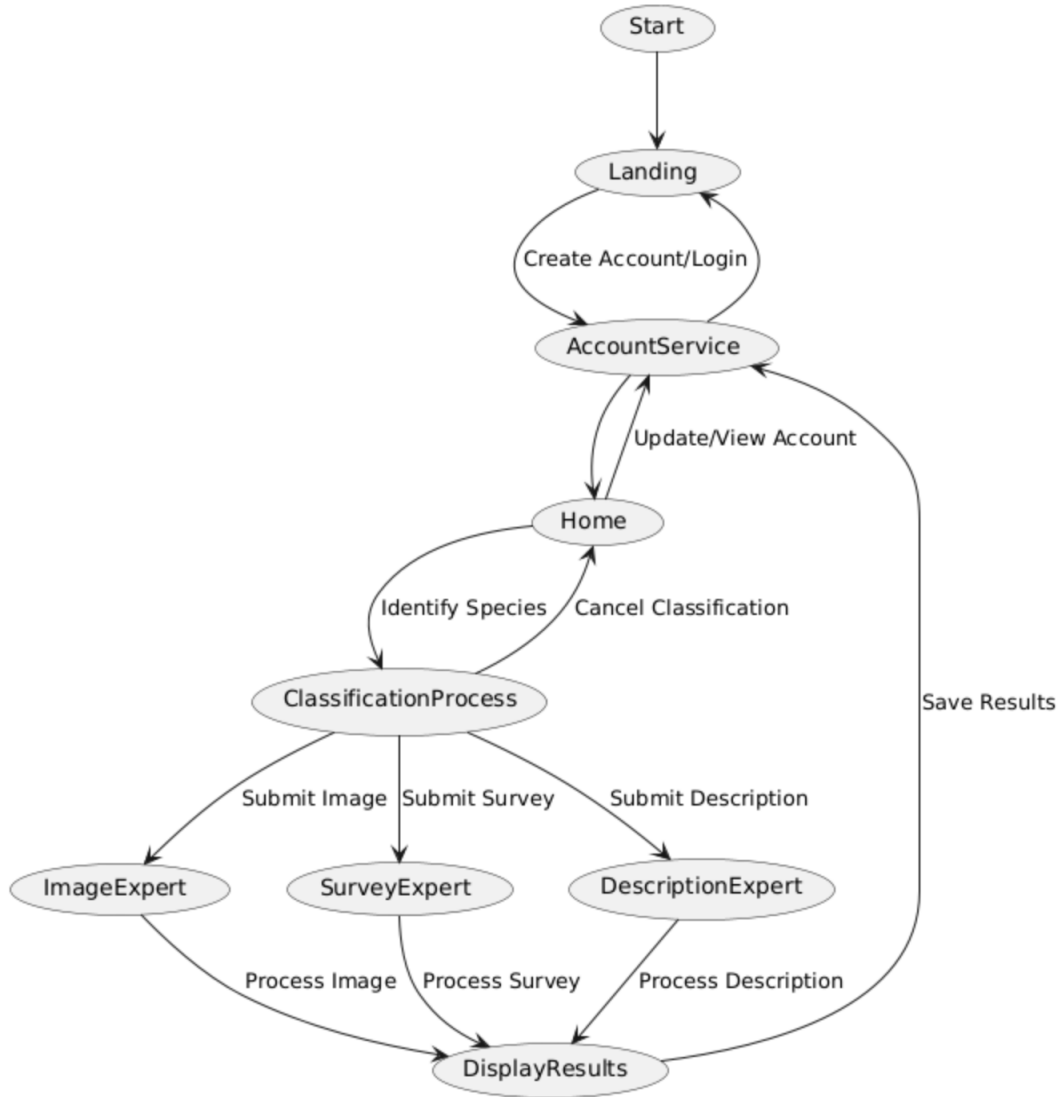 Start
Landing
Create Account/Login
AccountService
Update/View Account
Home
Identify Species
Cancel Classification
ClassificationProcess
Save Results
Submit Image
Submit Survey
Submit Description
ImageExpert
SurveyExpert
DescriptionExpert
Process Image
Process Survey
Process Description
DisplayResults